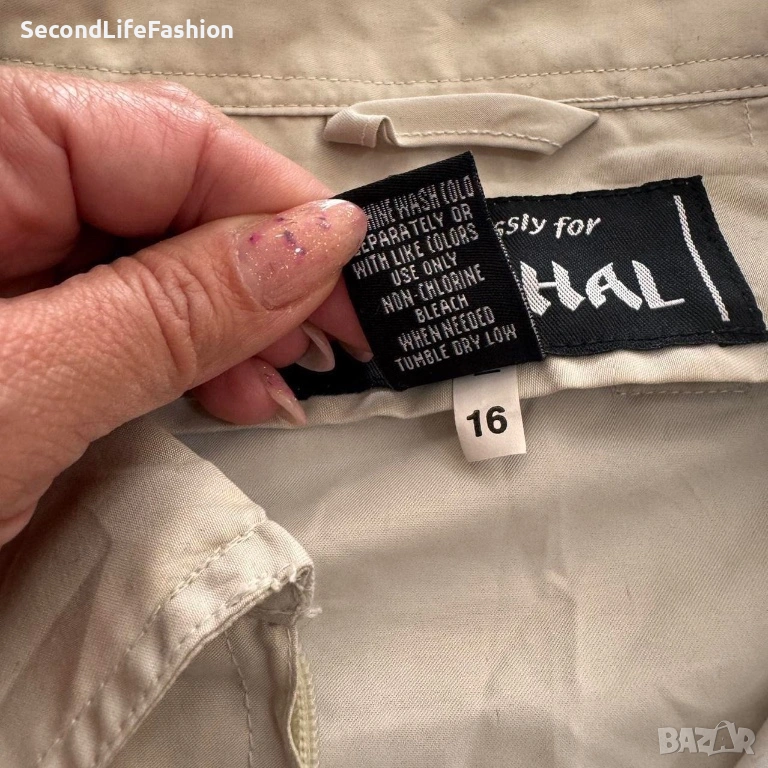 SecondLifeFashion
WASH COLD
SEPARATELY OR
WITH LIKE COLORS
USE ONLY
NON-CHLORINE
BLEACH
WHEN NEEDED
TUMBLE DRY LOW
ssly for
HAL
16
BAZAR